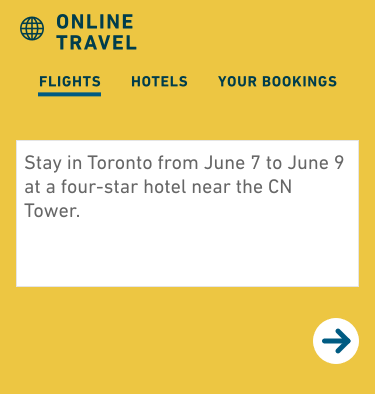 ONLINE
TRAVEL
FLIGHTS HOTELS YOUR BOOKINGS
Stay in Toronto from June 7 to June 9
at a four-star hotel near the CN
Tower.